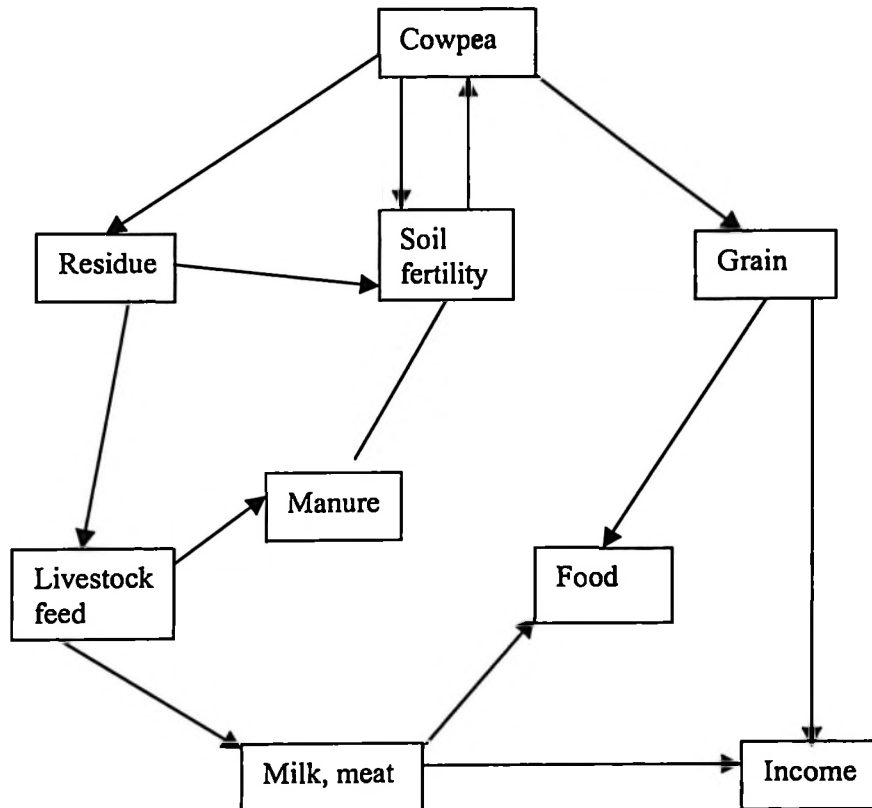 Cowpea
Residue
Soil
fertility
Grain
Manure
Livestock
feed
Food
Milk, meat
Income